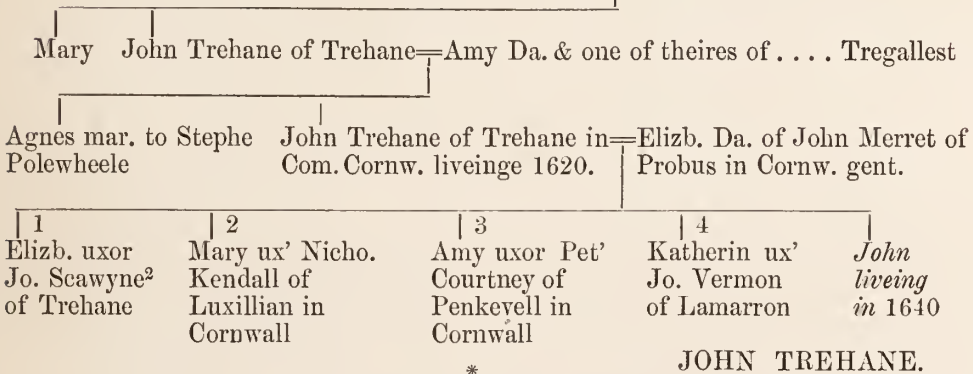 Mary John Trehane of Trehane=Amy Da. & one of theires of .... Tregallest
Agnes mar. to Stephe
Polewheele
John Trehane of Trehane in=Elizb. Da. of John Merret of
Com. Cornw. liveinge 1620. Probus in Cornw. gent.
1
Elizb. uxor
Jo. Scawyne²
of Trehane
2
Mary ux' Nicho.
Kendall of
Luxillian in
Cornwall
3
Amy uxor Pet'
Courtney of
Penkevell in
Cornwall
4
Katherin ux'
Jo. Vermon
of Lamarron
John
liveing
in 1640
*
JOHN TREHANE.